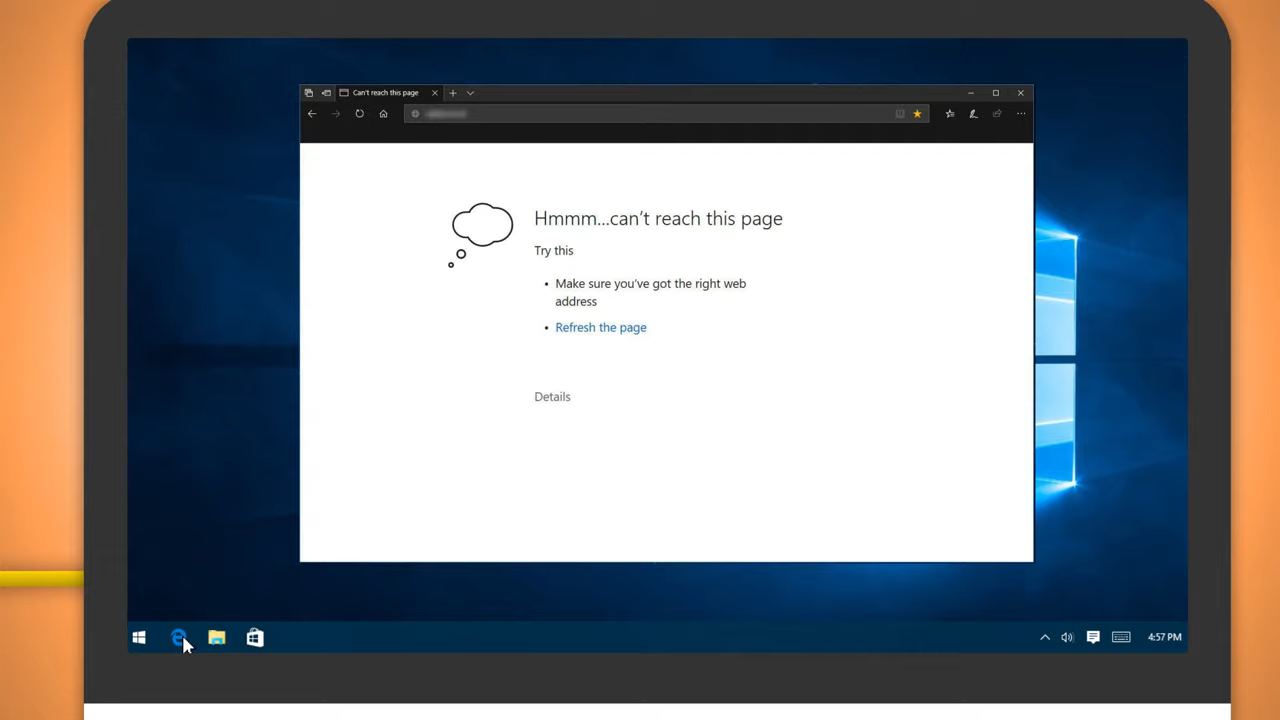 Can't reach this page
Hmmm...can't reach this page
Try this
• Make sure you've got the right web
address
• Refresh the page
Details
4:57 PM